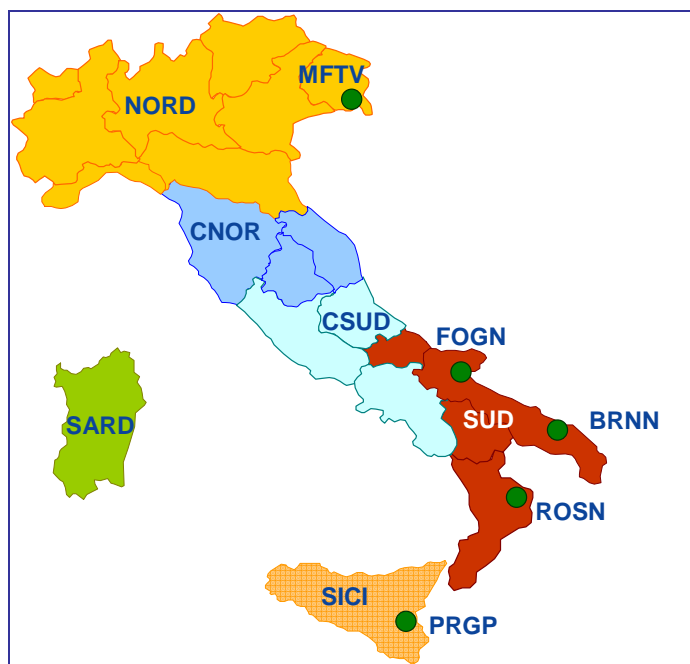 MFTV
NORD
CNOR
CSUD
FOGN
SARD
SUD
BRNN
ROSN
SICI
PRGP